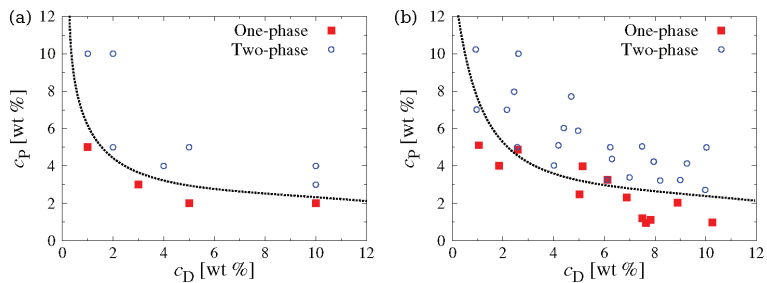 (a)
One-phase
Two-phase
12
10
8
6
4
2
0
c_P [wt %]
0 2 4 6 8 10 12
c_D [wt %]
(b)
One-phase
Two-phase
12
10
8
6
4
2
0
c_P [wt %]
0 2 4 6 8 10 12
c_D [wt %]